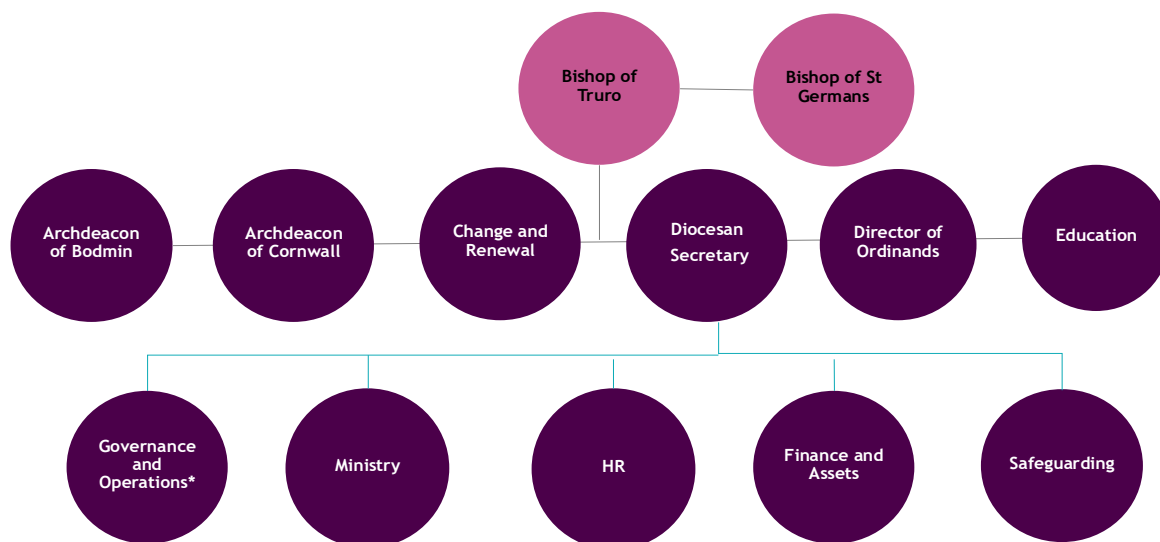 Bishop of
Truro
Bishop of St
Germans
Archdeacon
of Bodmin
Archdeacon
of Cornwall
Change and
Renewal
Diocesan
Secretary
Director of
Ordinands
Education
Governance
and
Operations*
Ministry
HR
Finance and
Assets
Safeguarding